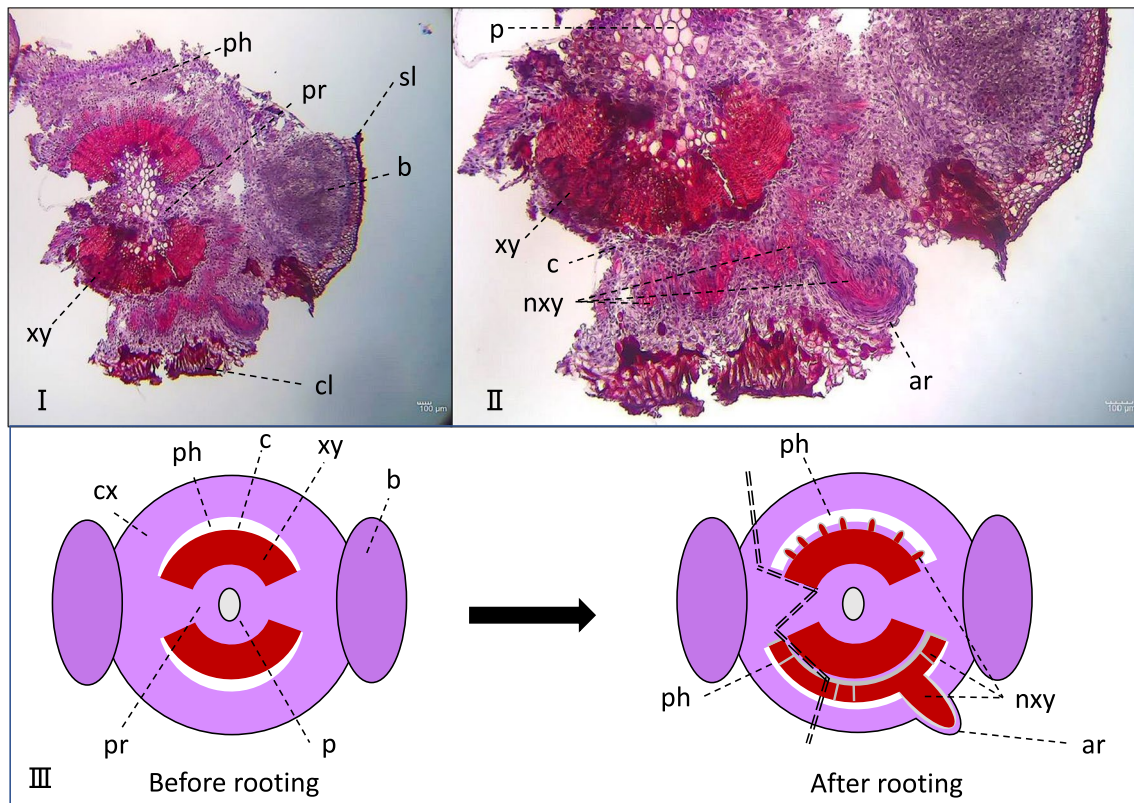 ph
pr
sl
b
xy
cl
I
100 μm
p
xy
c
nxy
ar
II
100 μm
ph
c
xy
b
cx
pr
p
Before rooting
III
ph
ph
nxy
ar
After rooting